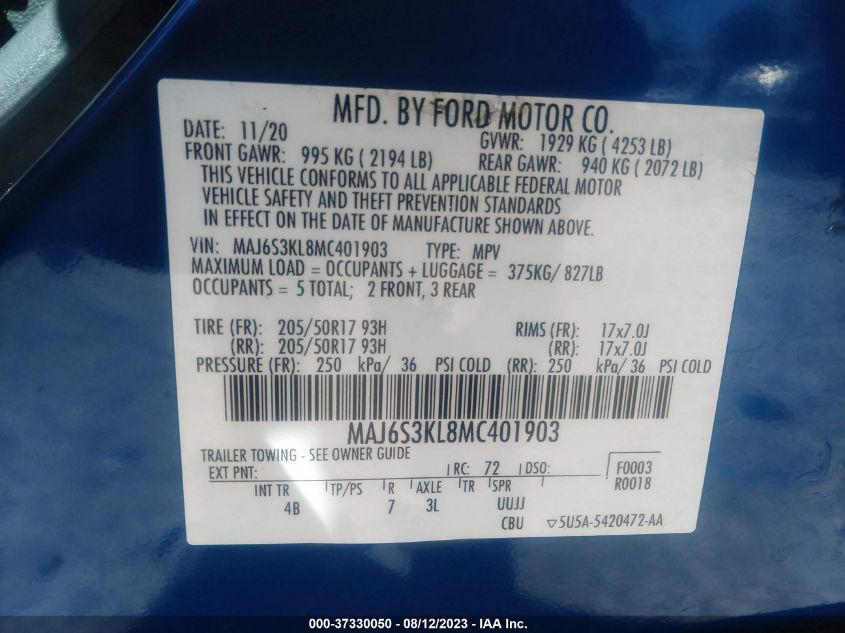 MFD. BY FORD MOTOR CO.
DATE: 11/20 GVWR: 1929 KG ( 4253 LB)
FRONT GAWR: 995 KG ( 2194 LB) REAR GAWR: 940 KG ( 2072 LB)
THIS VEHICLE CONFORMS TO ALL APPLICABLE FEDERAL MOTOR
VEHICLE SAFETY AND THEFT PREVENTION STANDARDS
IN EFFECT ON THE DATE OF MANUFACTURE SHOWN ABOVE.
VIN: MAJ6S3KL8MC401903 TYPE: MPV
MAXIMUM LOAD = OCCUPANTS + LUGGAGE = 375KG/ 827LB
OCCUPANTS = 5 TOTAL; 2 FRONT, 3 REAR
TIRE (FR): 205/50R17 93H RIMS (FR): 17x7.0J
(RR): 205/50R17 93H (RR): 17x7.0J
PRESSURE (FR): 250 kPa/ 36 PSI COLD (RR): 250 kPa/ 36 PSI COLD
MAJ6S3KL8MC401903
TRAILER TOWING - SEE OWNER GUIDE
EXT PNT: RC: 72 DSO: F0003
R0018
INT TR TP/PS R AXLE TR SPR
4B 7 3L UUJJ
CBU ▽5U5A-5420472-AA
000-37330050 - 08/12/2023 - IAA Inc.